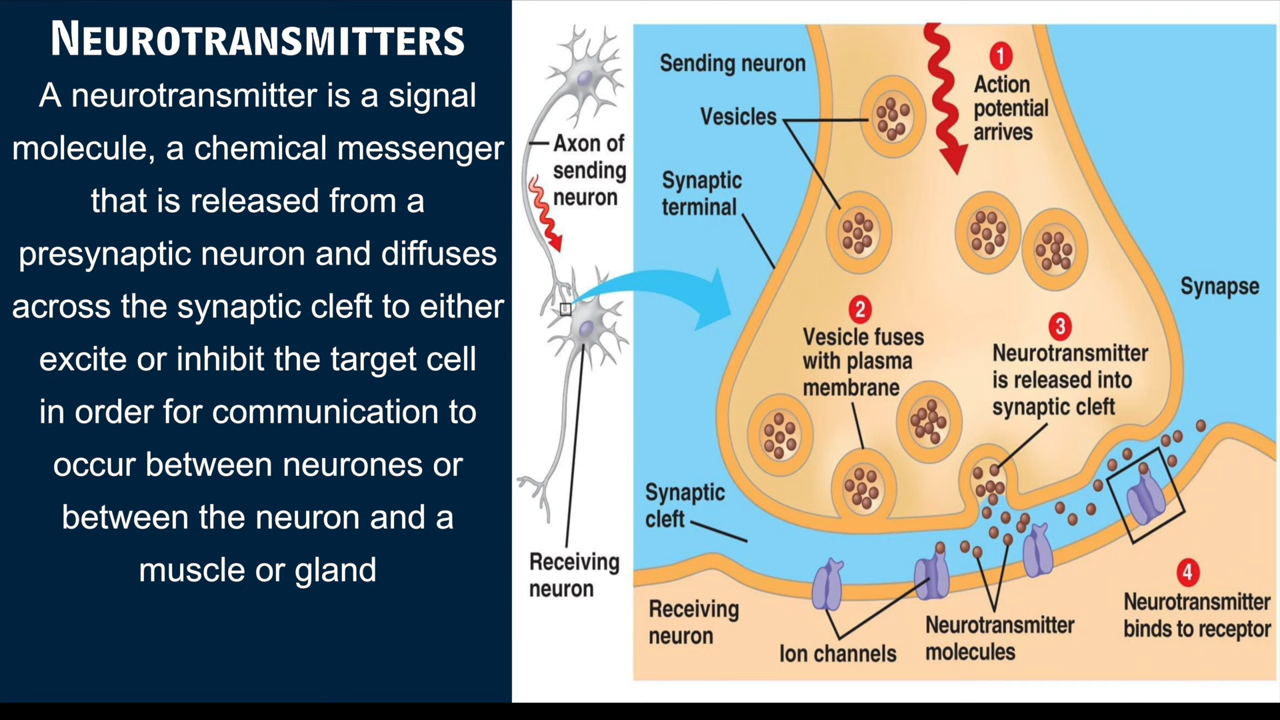 NEUROTRANSMITTERS
A neurotransmitter is a signal
molecule, a chemical messenger
that is released from a
presynaptic neuron and diffuses
across the synaptic cleft to either
excite or inhibit the target cell
in order for communication to
occur between neurones or
between the neuron and a
muscle or gland
Axon of
sending
neuron
Receiving
neuron
Sending neuron
Vesicles
Synaptic
terminal
1
Action
potential
arrives
Synapse
2
Vesicle fuses
with plasma
membrane
3
Neurotransmitter
is released into
synaptic cleft
Synaptic
cleft
Receiving
neuron
Ion channels
Neurotransmitter
molecules
4
Neurotransmitter
binds to receptor